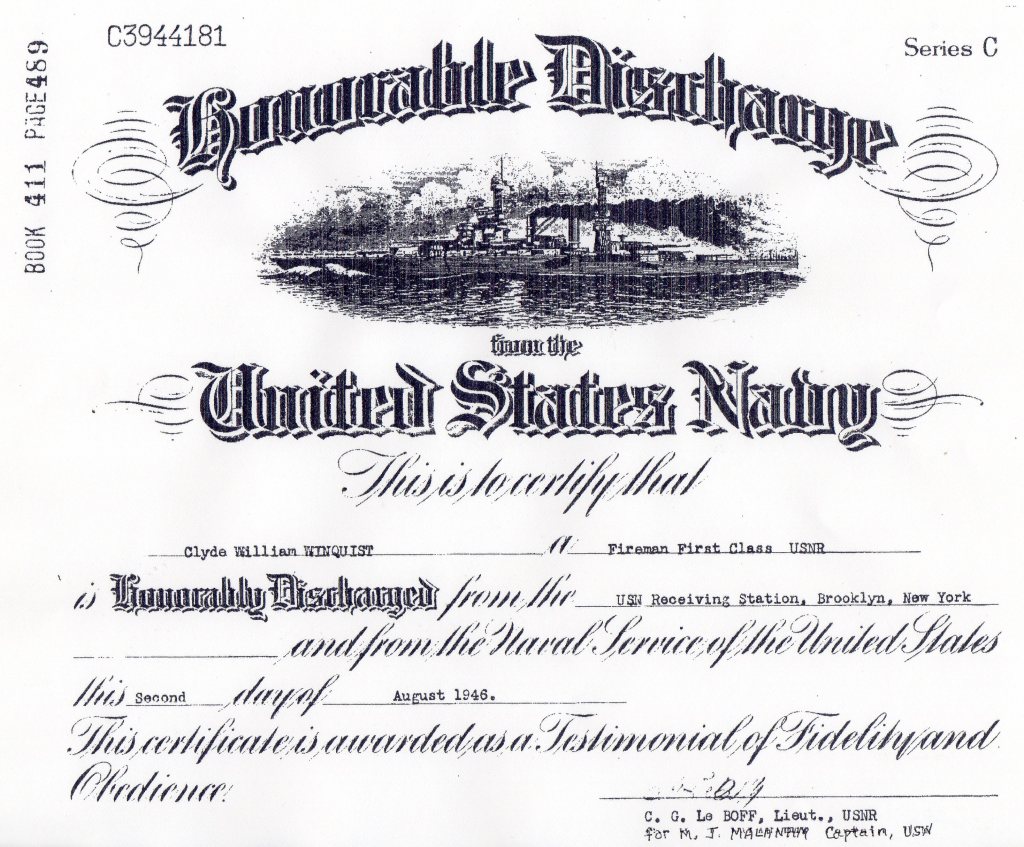 C3944181
Series C
BOOK 411 PAGE 489
Honorable Discharge
from the
United States Navy
This is to certify that
Clyde William WINQUIST a Fireman First Class USNR
is Honorably Discharged from the USN Receiving Station, Brooklyn, New York
and from the Naval Service of the United States
this Second day of August 1946.
This certificate is awarded as a Testimonial of Fidelity and
Obedience.
C. G. Le BOFF, Lieut., USNR
for M. J. Captain, USN